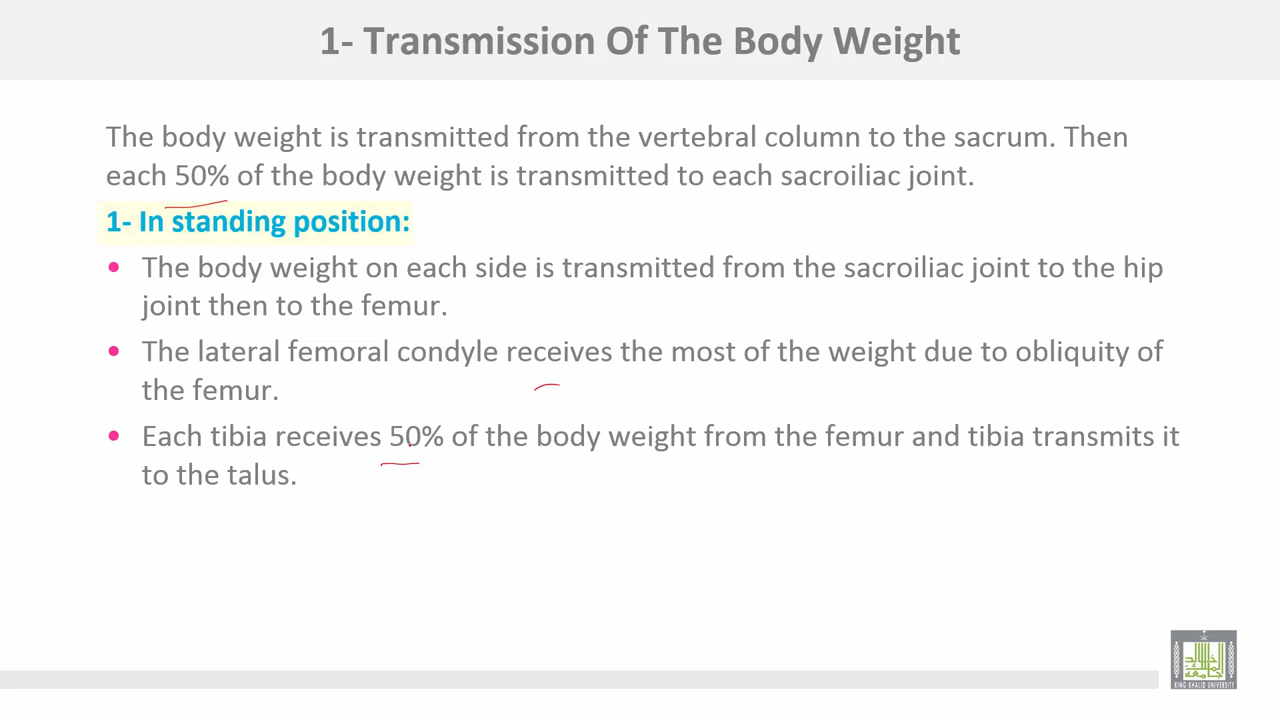 1- Transmission Of The Body Weight
The body weight is transmitted from the vertebral column to the sacrum. Then
each 50% of the body weight is transmitted to each sacroiliac joint.
1- In standing position:
• The body weight on each side is transmitted from the sacroiliac joint to the hip
joint then to the femur.
• The lateral femoral condyle receives the most of the weight due to obliquity of
the femur.
• Each tibia receives 50% of the body weight from the femur and tibia transmits it
to the talus.
KING KHALID UNIVERSITY